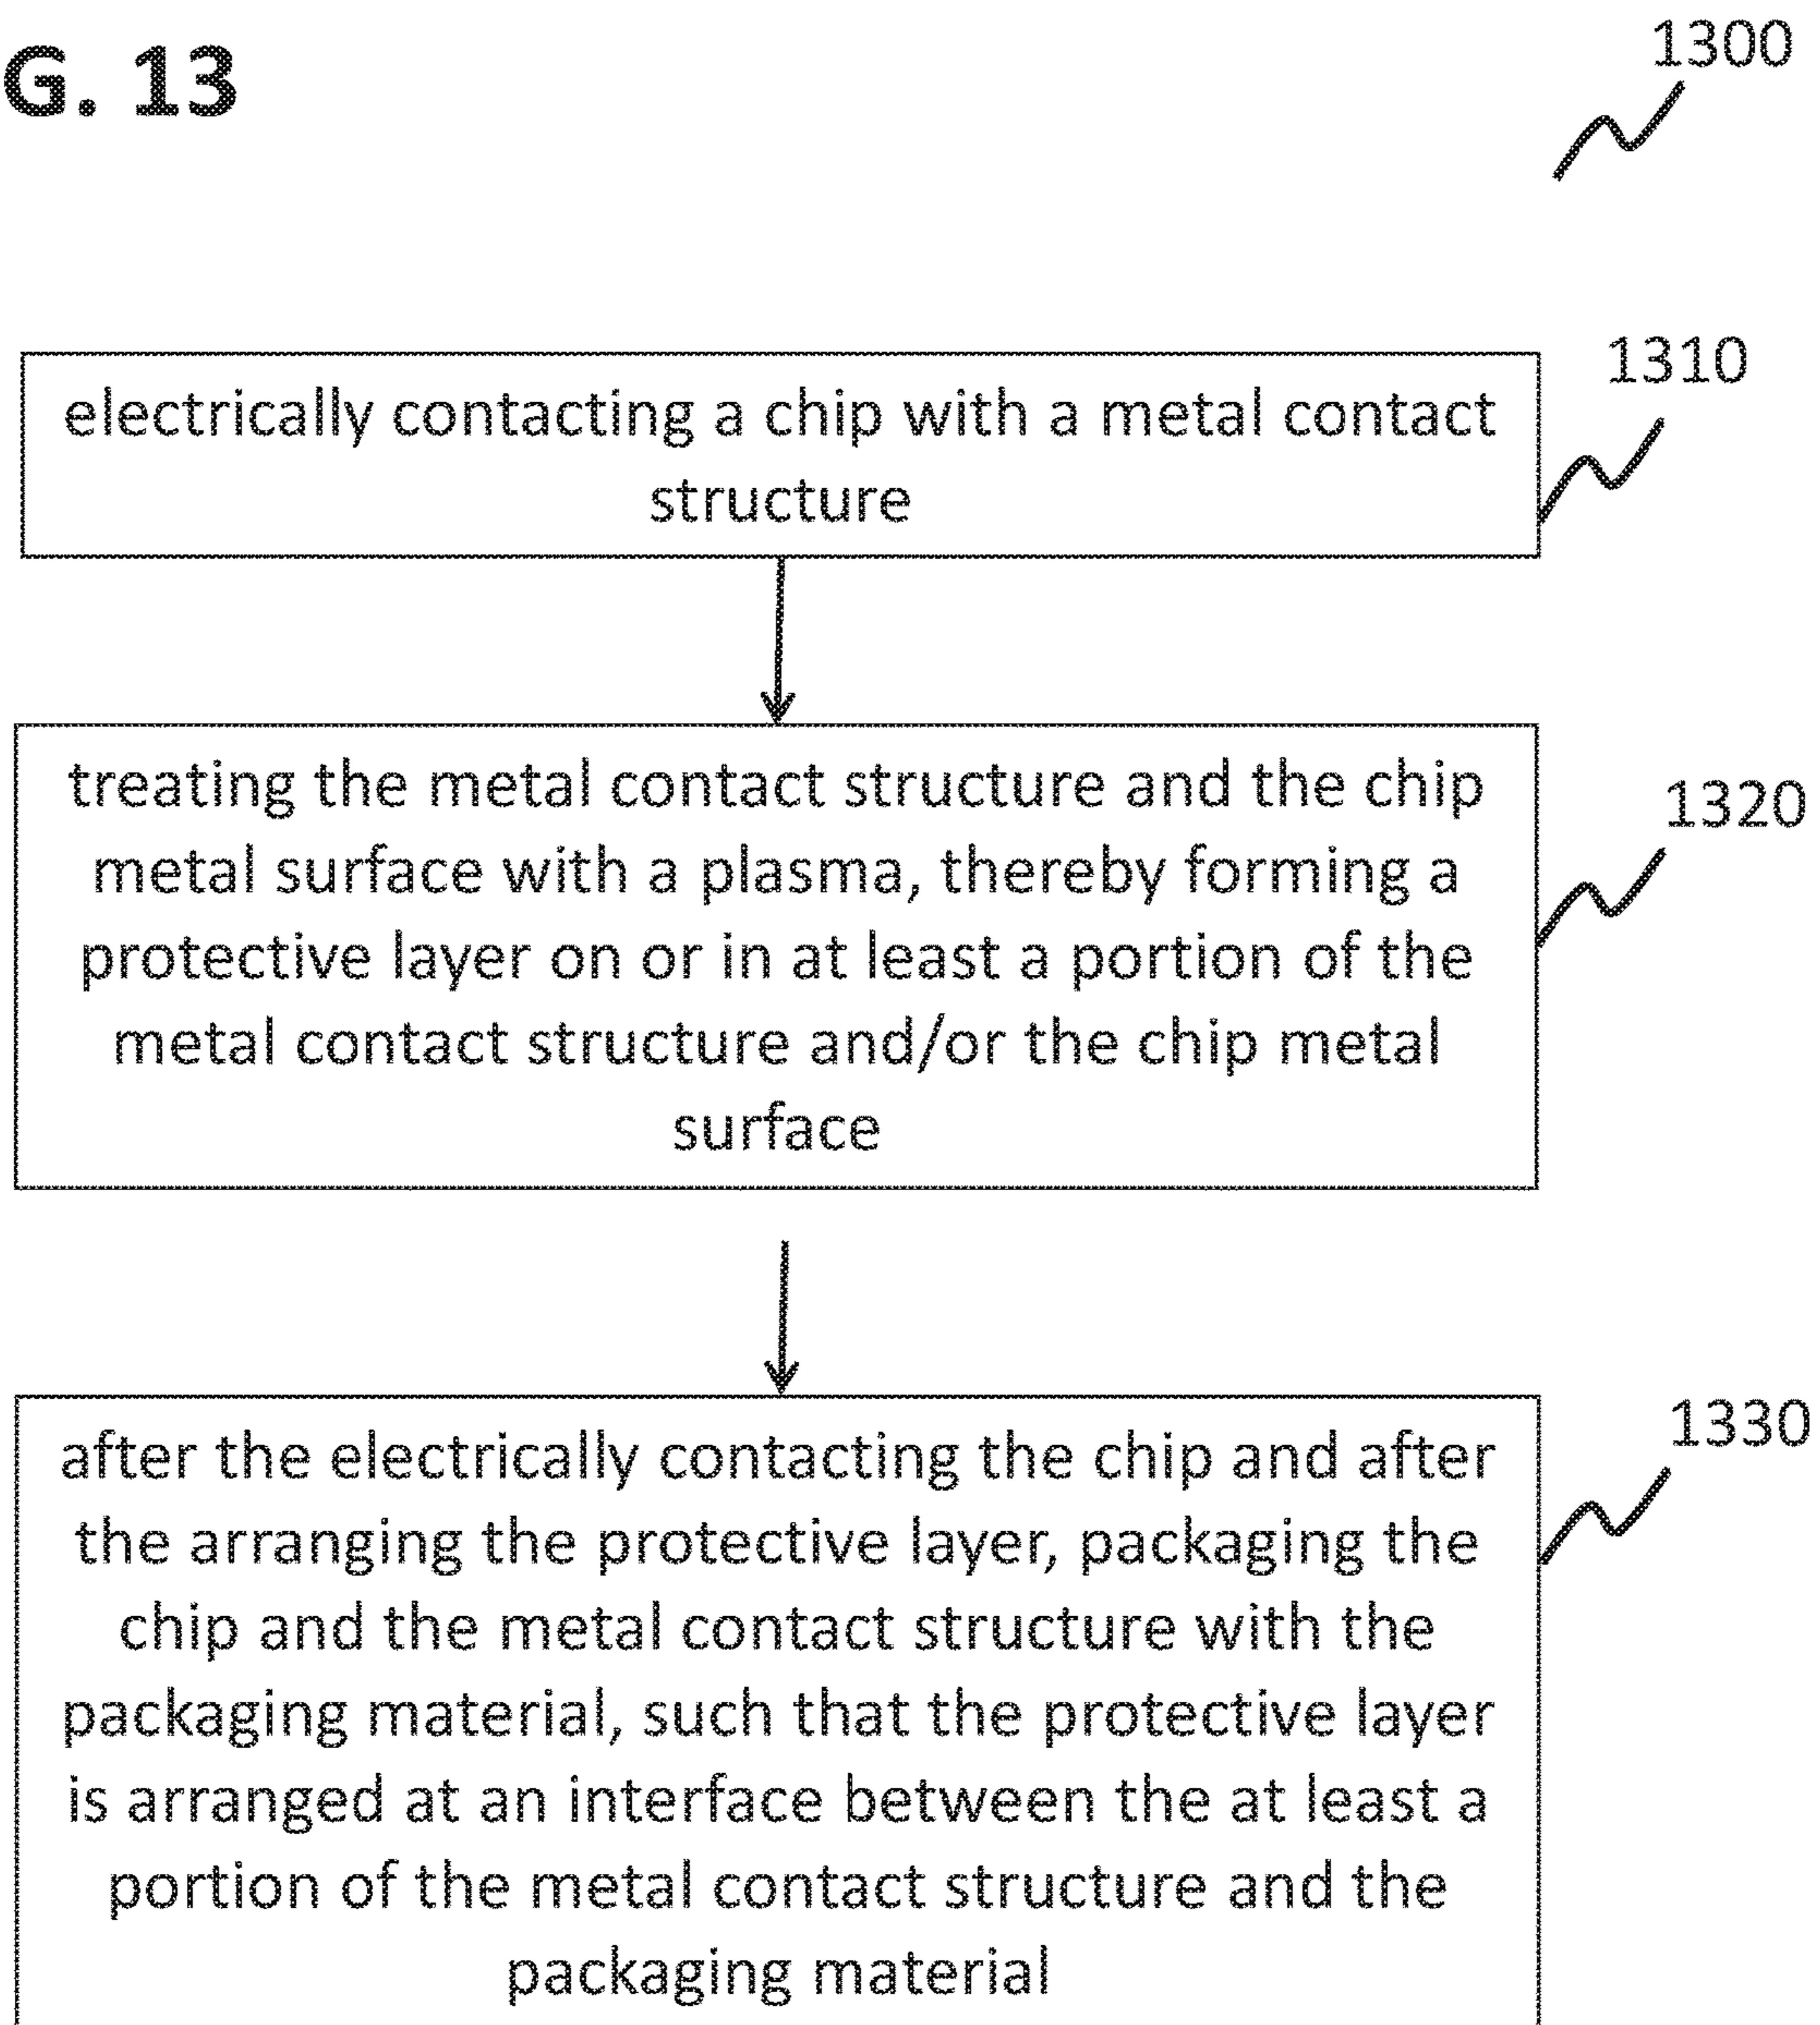 G. 13
1300
1310
electrically contacting a chip with a metal contact
structure
treating the metal contact structure and the chip
1320
metal surface with a plasma, thereby forming a
protective layer on or in at least a portion of the
metal contact structure and/or the chip metal
surface
1330
after the electrically contacting the chip and after
the arranging the protective layer, packaging the
chip and the metal contact structure with the
packaging material, such that the protective layer
is arranged at an interface between the at least a
portion of the metal contact structure and the
packaging material